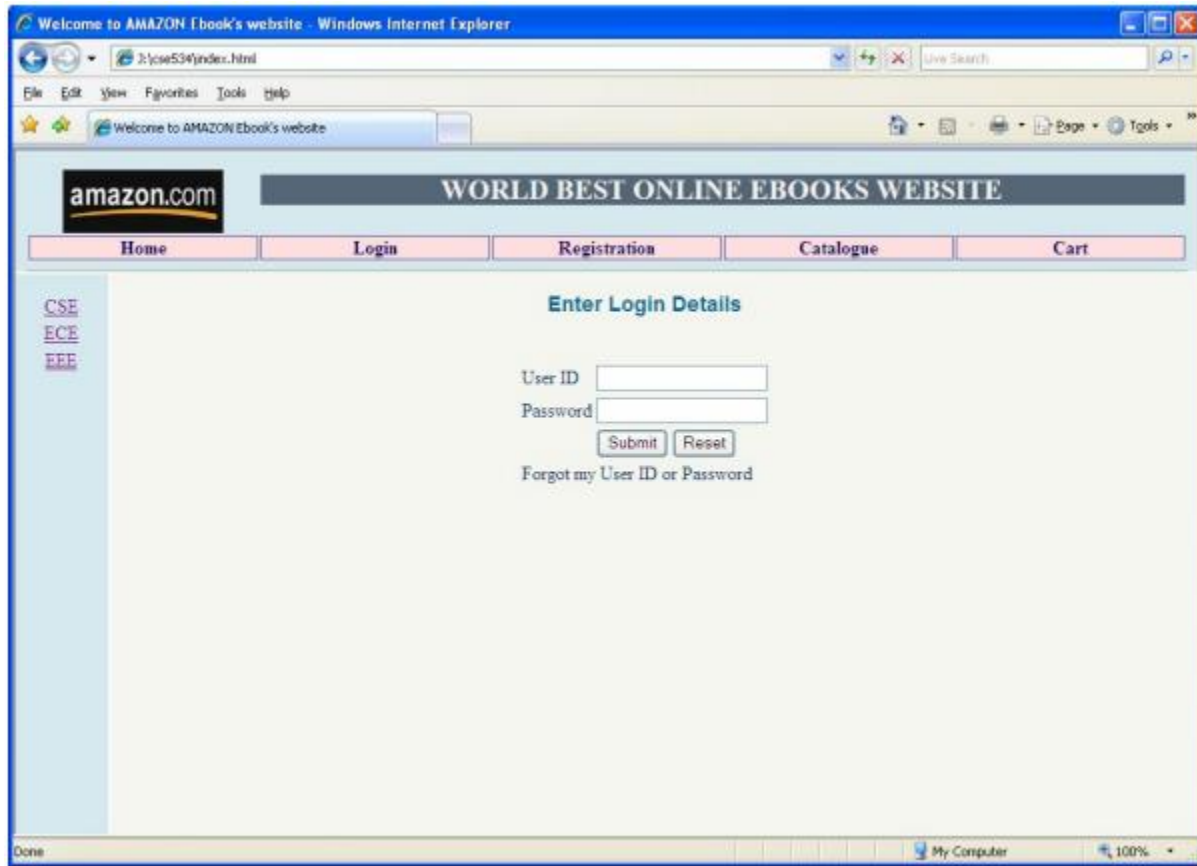 Welcome to AMAZON Ebook's website - Windows Internet Explorer
J:\cse534\index.html
Live Search
File Edit View Favorites Tools Help
Welcome to AMAZON Ebook's website
Page Tools
amazon.com
WORLD BEST ONLINE EBOOKS WEBSITE
Home Login Registration Catalogue Cart
CSE
ECE
EEE
Enter Login Details
User ID
Password
Submit Reset
Forgot my User ID or Password
Done
My Computer
100%